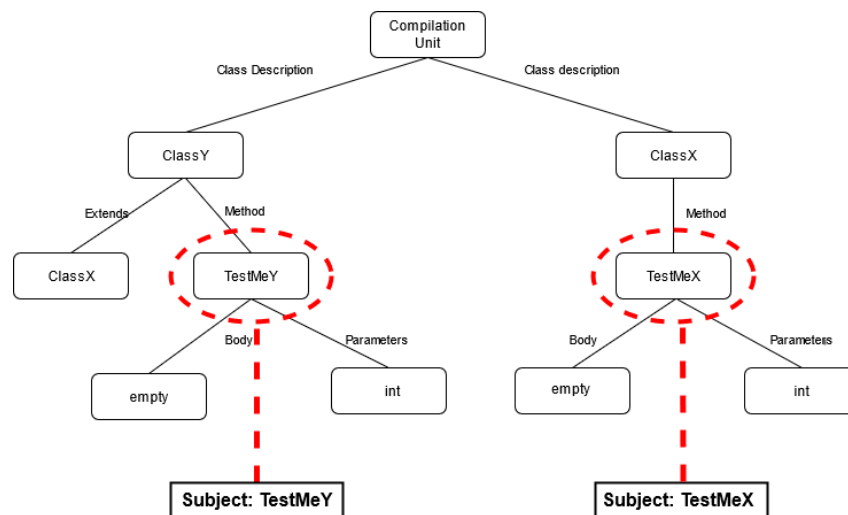 Compilation
Unit
Class Description
Class description
ClassY
ClassX
Extends
Method
Method
ClassX
TestMeY
TestMeX
Body
Parameters
Body
Parameters
empty
int
empty
int
Subject: TestMeY
Subject: TestMeX